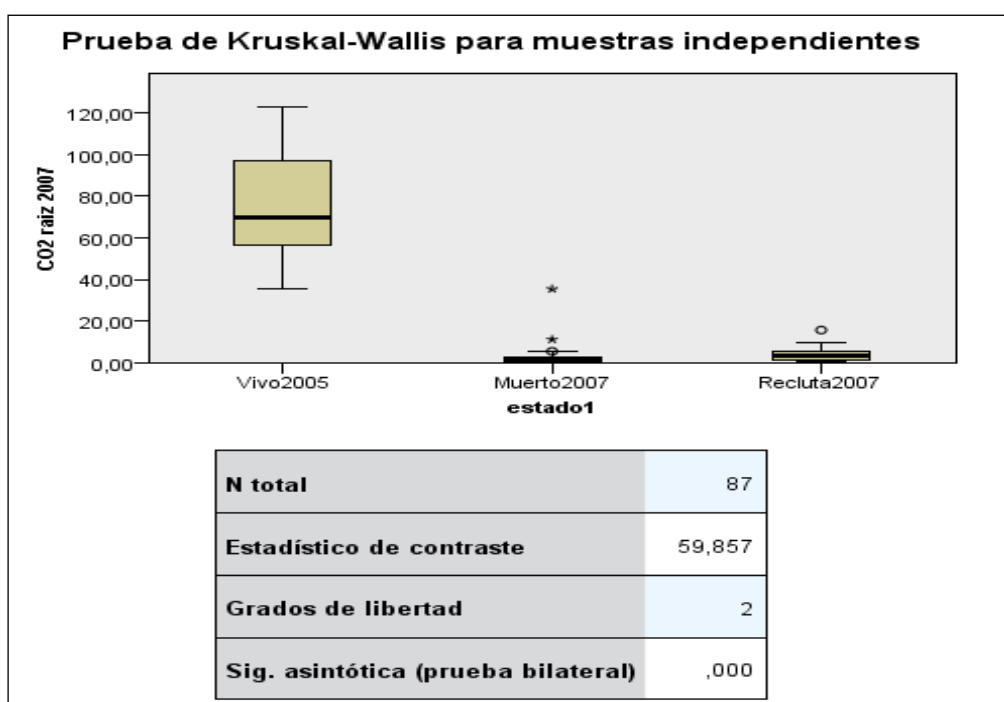 Prueba de Kruskal-Wallis para muestras independientes
120,00
100,00
80,00
60,00
40,00
20,00
0,00
CO2 raiz 2007
Vivo2005 Muerto2007 Recluta2007
estado1
N total 87
Estadístico de contraste 59,857
Grados de libertad 2
Sig. asintótica (prueba bilateral) ,000